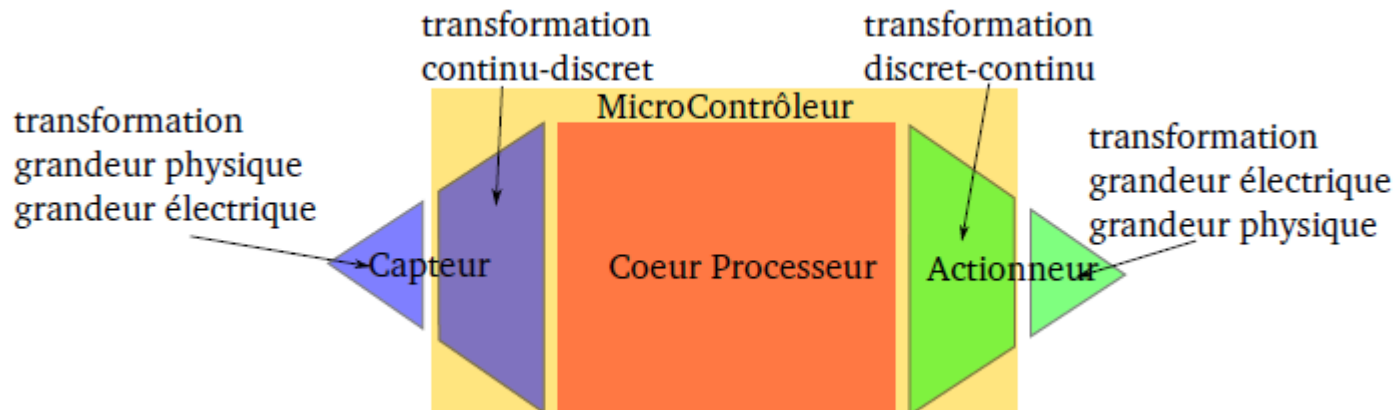 transformation
continu-discret
transformation
discret-continu
MicroContrôleur
transformation
grandeur physique
grandeur électrique
transformation
grandeur électrique
grandeur physique
Capteur
Coeur Processeur
Actionneur